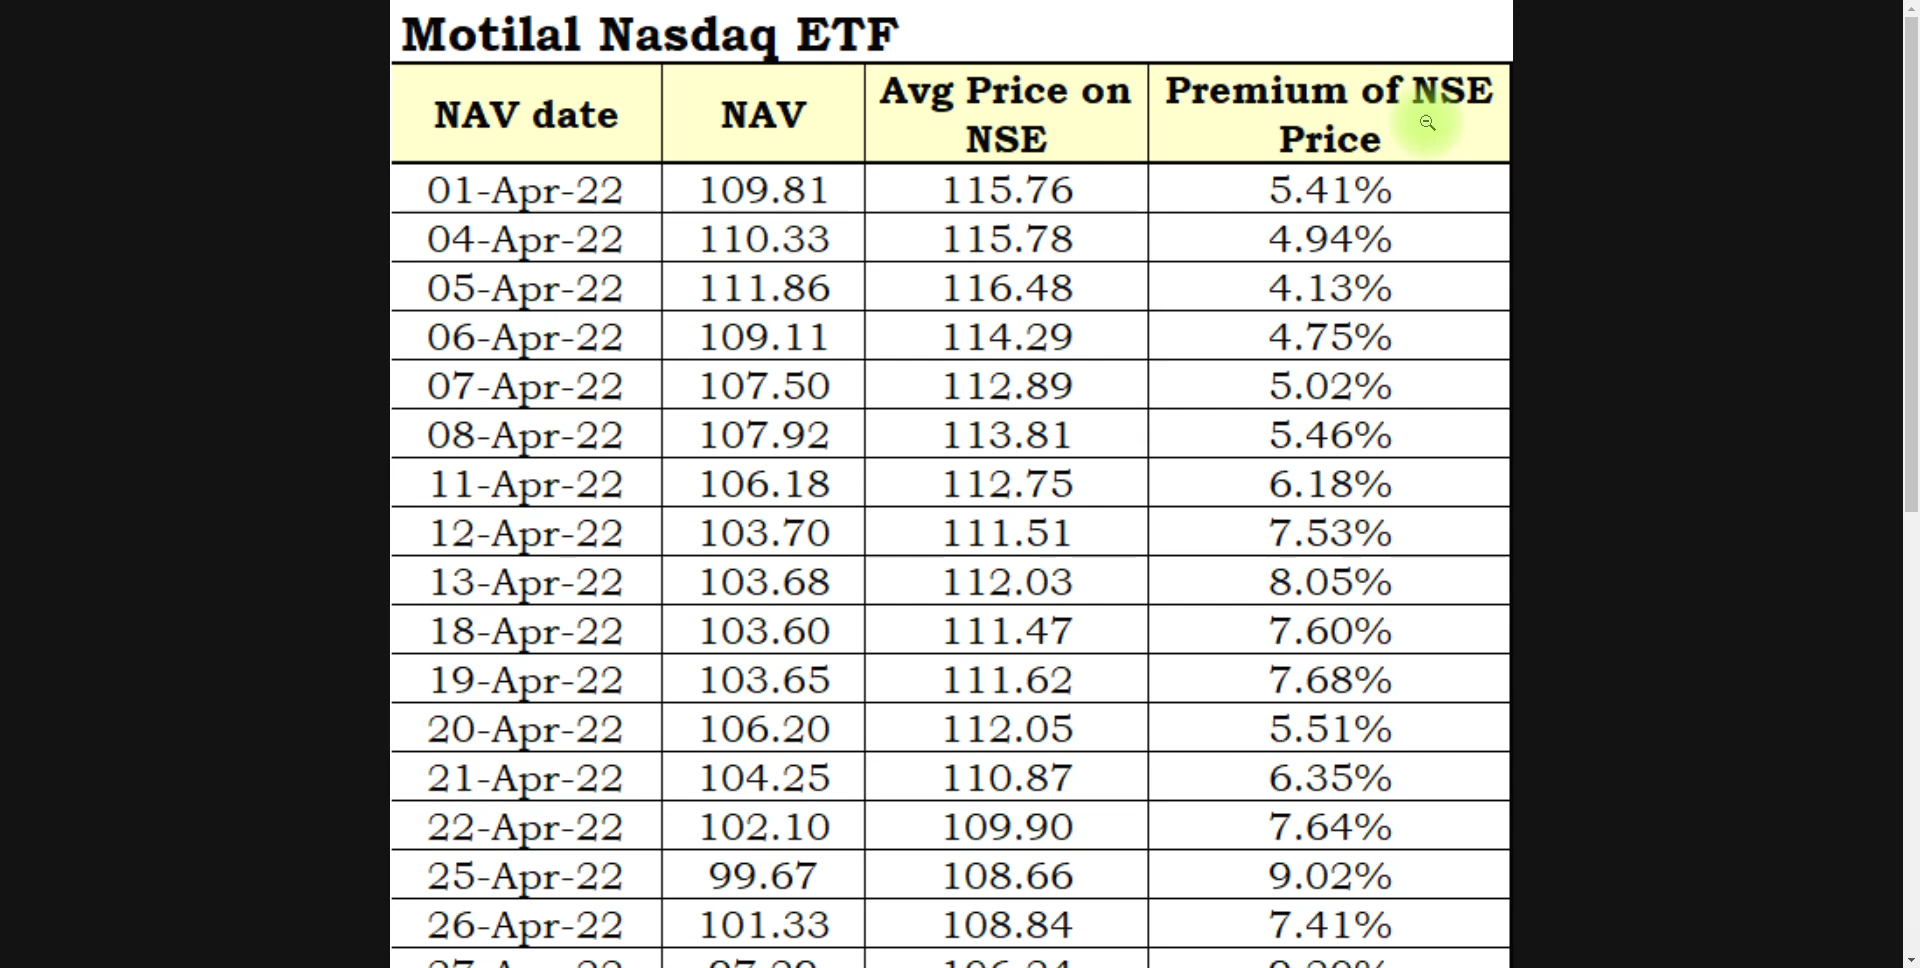 Motilal Nasdaq ETF
NAV date NAV Avg Price on NSE Premium of NSE Price
01-Apr-22 109.81 115.76 5.41%
04-Apr-22 110.33 115.78 4.94%
05-Apr-22 111.86 116.48 4.13%
06-Apr-22 109.11 114.29 4.75%
07-Apr-22 107.50 112.89 5.02%
08-Apr-22 107.92 113.81 5.46%
11-Apr-22 106.18 112.75 6.18%
12-Apr-22 103.70 111.51 7.53%
13-Apr-22 103.68 112.03 8.05%
18-Apr-22 103.60 111.47 7.60%
19-Apr-22 103.65 111.62 7.68%
20-Apr-22 106.20 112.05 5.51%
21-Apr-22 104.25 110.87 6.35%
22-Apr-22 102.10 109.90 7.64%
25-Apr-22 99.67 108.66 9.02%
26-Apr-22 101.33 108.84 7.41%